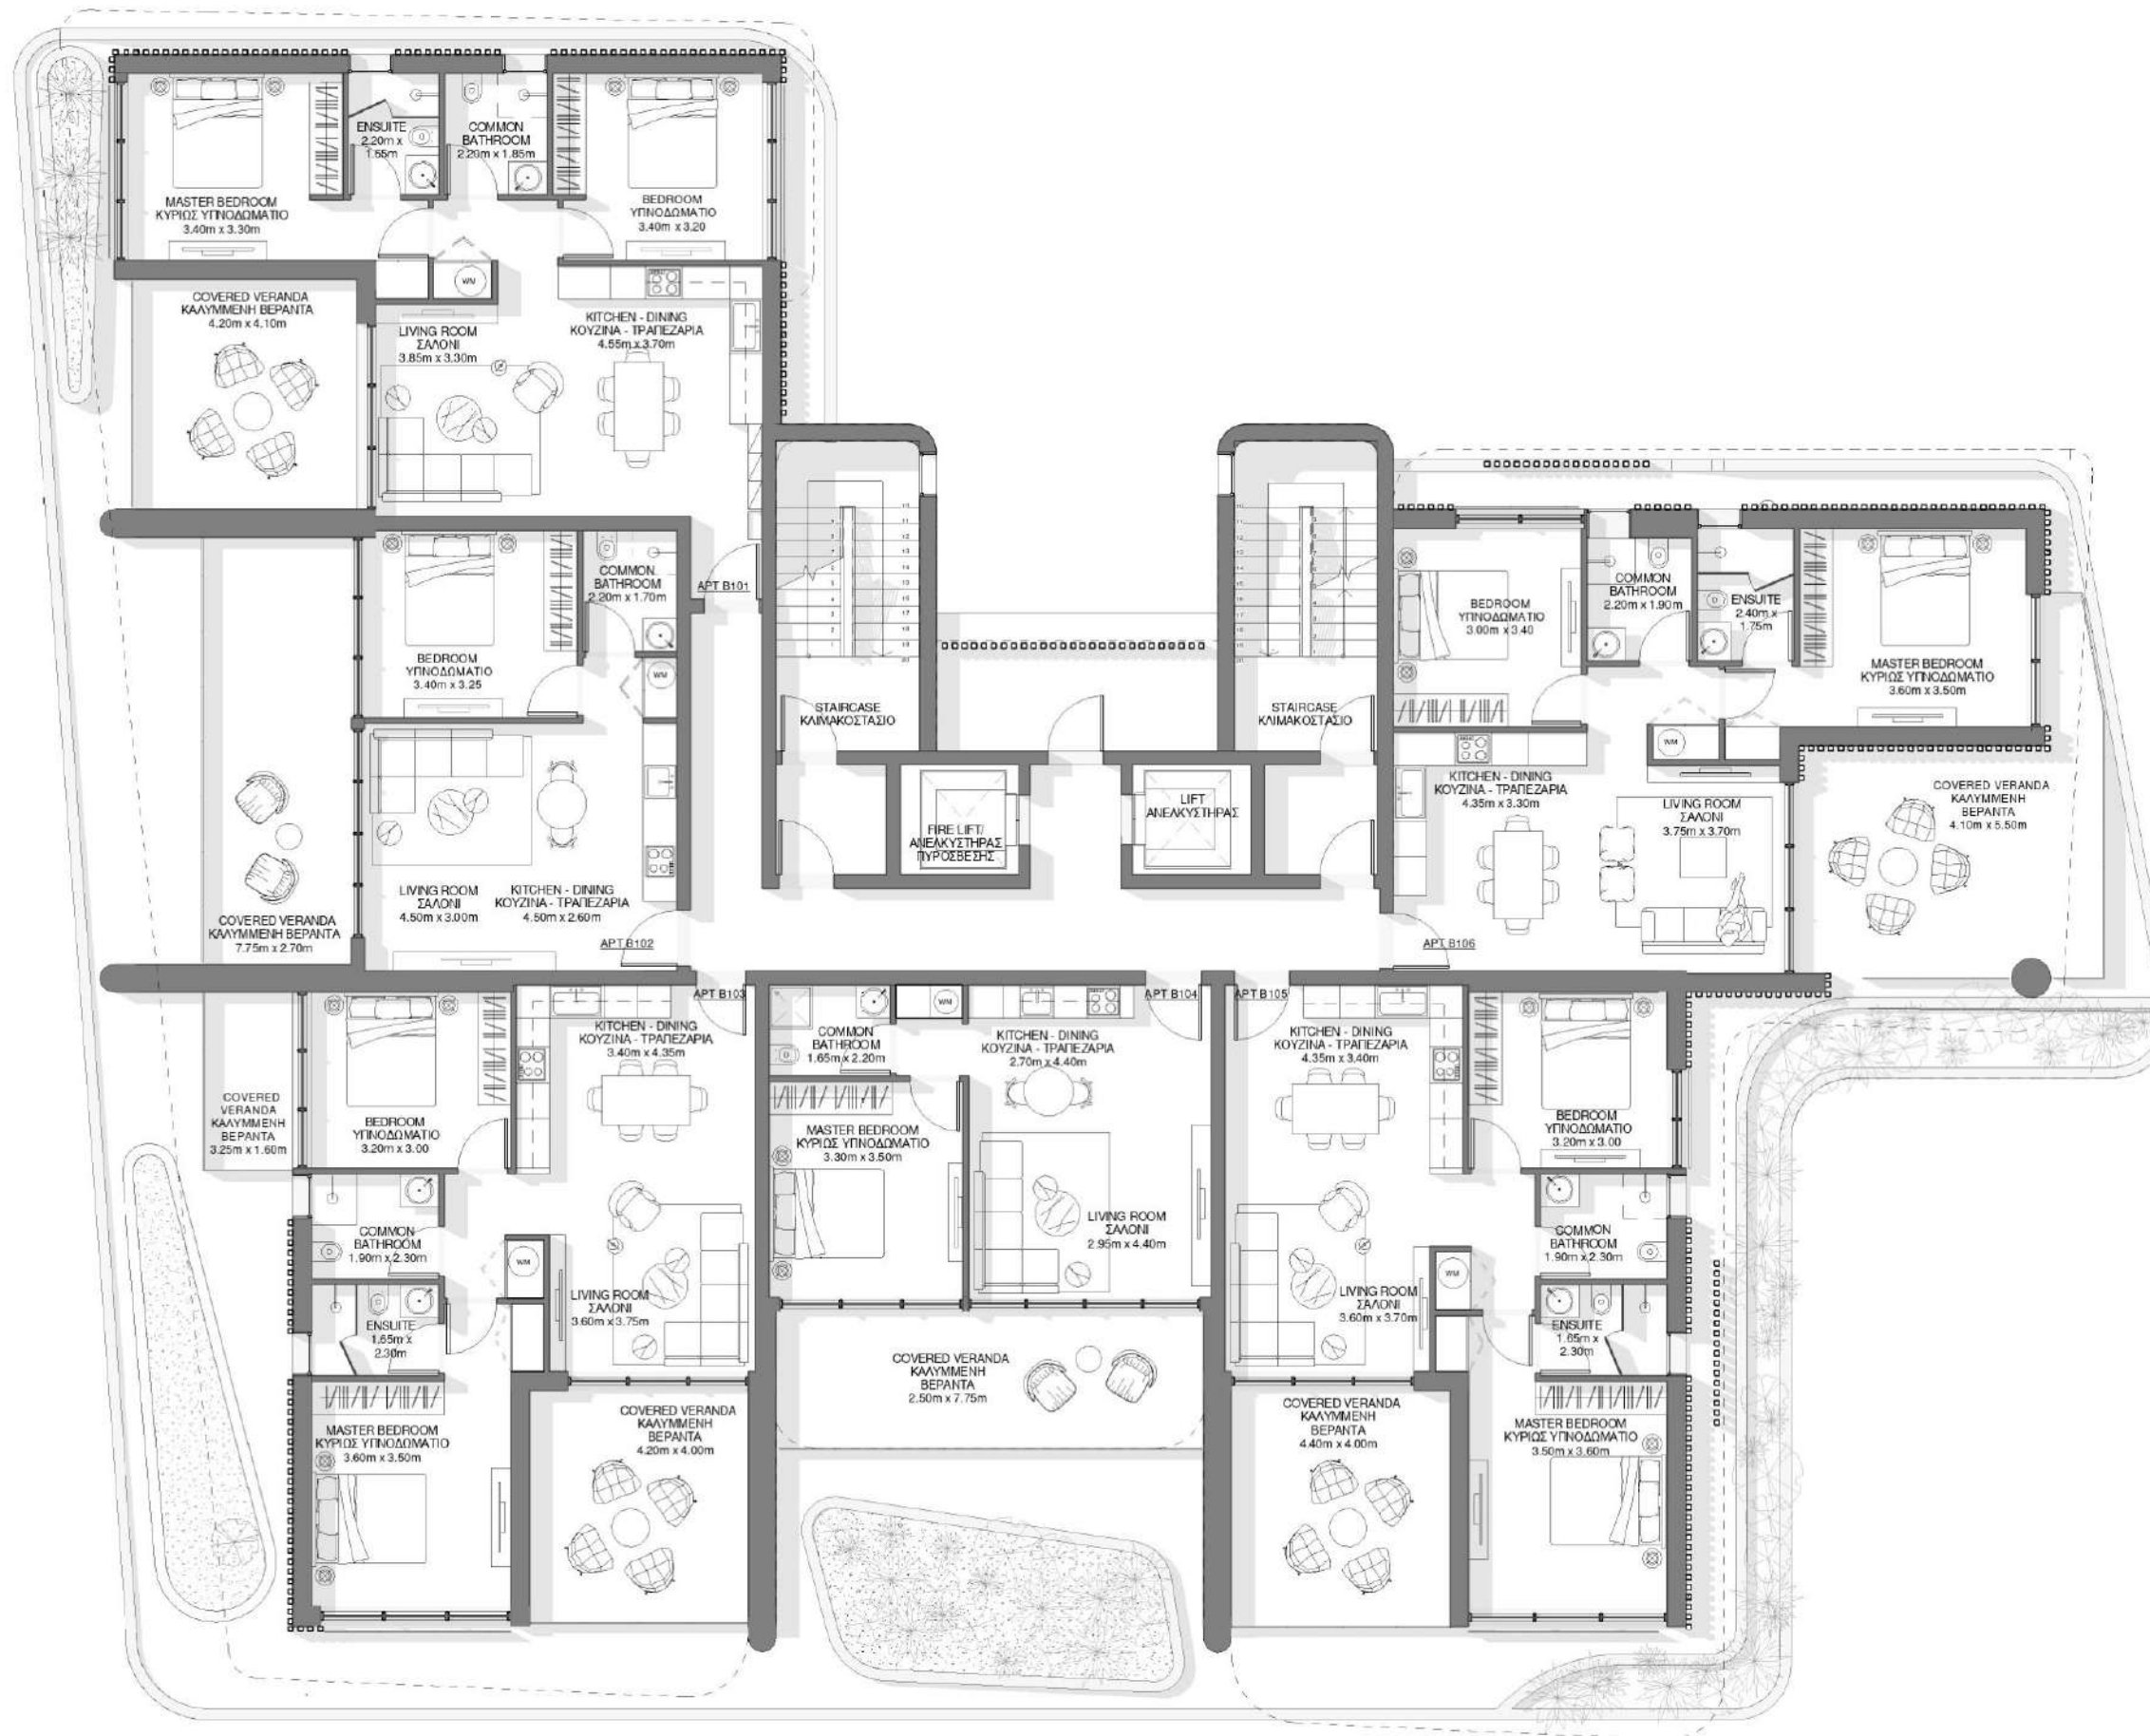 MASTER BEDROOM
ΚΥΡΙΩΣ ΥΠΝΟΔΩΜΑΤΙΟ
3.40m x 3.30m
ENSUITE
2.20m x
1.65m
COMMON
BATHROOM
2.20m x 1.85m
BEDROOM
ΥΠΝΟΔΩΜΑΤΙΟ
3.40m x 3.20
WM
COVERED VERANDA
ΚΑΛΥΜΜΕΝΗ ΒΕΡΑΝΤΑ
4.20m x 4.10m
LIVING ROOM
ΣΑΛΟΝΙ
3.85m x 3.30m
KITCHEN - DINING
ΚΟΥΖΙΝΑ - ΤΡΑΠΕΖΑΡΙΑ
4.55m x 3.70m
APT B101
BEDROOM
ΥΠΝΟΔΩΜΑΤΙΟ
3.40m x 3.25
COMMON
BATHROOM
2.20m x 1.70m
WM
LIVING ROOM
ΣΑΛΟΝΙ
4.50m x 3.00m
KITCHEN - DINING
ΚΟΥΖΙΝΑ - ΤΡΑΠΕΖΑΡΙΑ
4.50m x 2.60m
COVERED VERANDA
ΚΑΛΥΜΜΕΝΗ ΒΕΡΑΝΤΑ
7.75m x 2.70m
APT B102
STAIRCASE
ΚΛΙΜΑΚΟΣΤΑΣΙΟ
STAIRCASE
ΚΛΙΜΑΚΟΣΤΑΣΙΟ
FIRE LIFT/
ΑΝΕΛΚΥΣΤΗΡΑΣ
ΠΥΡΟΣΒΕΣΗΣ
LIFT
ΑΝΕΛΚΥΣΤΗΡΑΣ
BEDROOM
ΥΠΝΟΔΩΜΑΤΙΟ
3.00m x 3.40
COMMON
BATHROOM
2.20m x 1.90m
ENSUITE
2.40m x
1.75m
MASTER BEDROOM
ΚΥΡΙΩΣ ΥΠΝΟΔΩΜΑΤΙΟ
3.60m x 3.50m
WM
KITCHEN - DINING
ΚΟΥΖΙΝΑ - ΤΡΑΠΕΖΑΡΙΑ
4.35m x 3.30m
LIVING ROOM
ΣΑΛΟΝΙ
3.75m x 3.70m
COVERED VERANDA
ΚΑΛΥΜΜΕΝΗ
ΒΕΡΑΝΤΑ
4.10m x 5.50m
APT B106
APT B103
COVERED
VERANDA
ΚΑΛΥΜΜΕΝΗ
ΒΕΡΑΝΤΑ
3.25m x 1.60m
BEDROOM
ΥΠΝΟΔΩΜΑΤΙΟ
3.20m x 3.00
KITCHEN - DINING
ΚΟΥΖΙΝΑ - ΤΡΑΠΕΖΑΡΙΑ
3.40m x 4.35m
COMMON
BATHROOM
1.90m x 2.30m
WM
ENSUITE
1.65m x
2.30m
LIVING ROOM
ΣΑΛΟΝΙ
3.60m x 3.75m
MASTER BEDROOM
ΚΥΡΙΩΣ ΥΠΝΟΔΩΜΑΤΙΟ
3.60m x 3.50m
COVERED VERANDA
ΚΑΛΥΜΜΕΝΗ
ΒΕΡΑΝΤΑ
4.20m x 4.00m
APT B104
COMMON
BATHROOM
1.65m x 2.20m
WM
KITCHEN - DINING
ΚΟΥΖΙΝΑ - ΤΡΑΠΕΖΑΡΙΑ
2.70m x 4.40m
MASTER BEDROOM
ΚΥΡΙΩΣ ΥΠΝΟΔΩΜΑΤΙΟ
3.30m x 3.50m
LIVING ROOM
ΣΑΛΟΝΙ
2.95m x 4.40m
COVERED VERANDA
ΚΑΛΥΜΜΕΝΗ
ΒΕΡΑΝΤΑ
2.50m x 7.75m
APT B105
KITCHEN - DINING
ΚΟΥΖΙΝΑ - ΤΡΑΠΕΖΑΡΙΑ
4.35m x 3.40m
BEDROOM
ΥΠΝΟΔΩΜΑΤΙΟ
3.20m x 3.00
COMMON
BATHROOM
1.90m x 2.30m
WM
LIVING ROOM
ΣΑΛΟΝΙ
3.60m x 3.70m
ENSUITE
1.65m x
2.30m
COVERED VERANDA
ΚΑΛΥΜΜΕΝΗ
ΒΕΡΑΝΤΑ
4.40m x 4.00m
MASTER BEDROOM
ΚΥΡΙΩΣ ΥΠΝΟΔΩΜΑΤΙΟ
3.50m x 3.60m